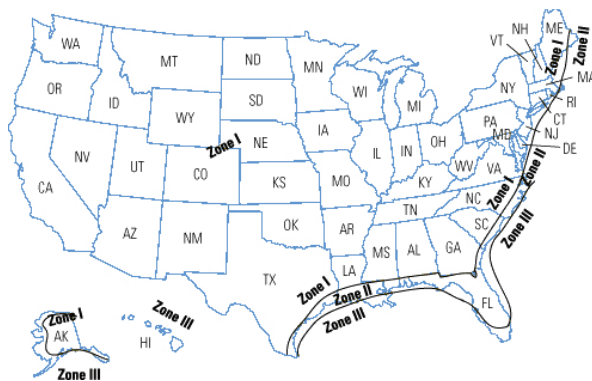 ME
NH
VT
Zone I
Zone II
WA
MT
ND
MN
OR
ID
SD
WI
MI
NY
MA
RI
CT
WY
PA
NJ
MD
DE
Zone I
NE
IA
NV
UT
CO
IL
IN
OH
WV
VA
Zone II
CA
KS
MO
KY
Zone I
NC
TN
AZ
NM
OK
AR
SC
Zone III
MS
AL
GA
TX
LA
Zone I
Zone II
FL
Zone III
Zone I
Zone III
AK
HI
Zone III